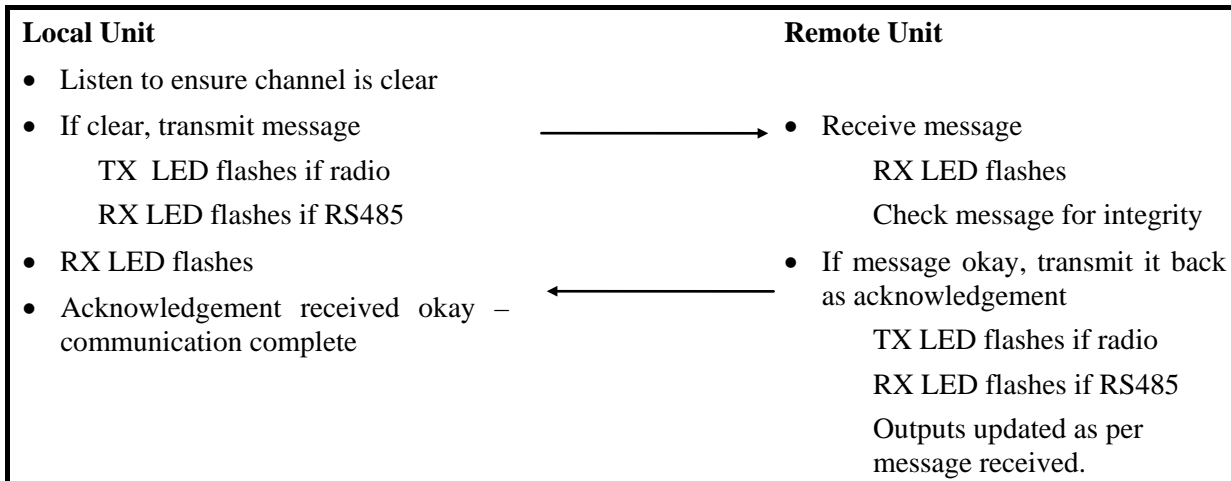 Local Unit
• Listen to ensure channel is clear
• If clear, transmit message
TX LED flashes if radio
RX LED flashes if RS485
• RX LED flashes
• Acknowledgement received okay –
communication complete
Remote Unit
• Receive message
RX LED flashes
Check message for integrity
• If message okay, transmit it back
as acknowledgement
TX LED flashes if radio
RX LED flashes if RS485
Outputs updated as per
message received.